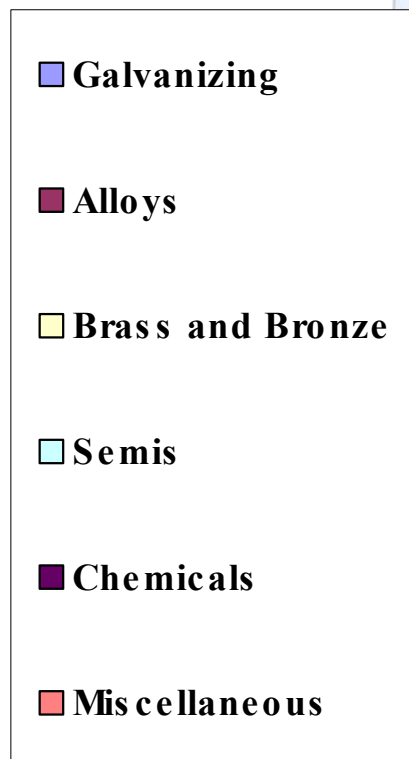 Galvanizing
Alloys
Brass and Bronze
Semis
Chemicals
Miscellaneous